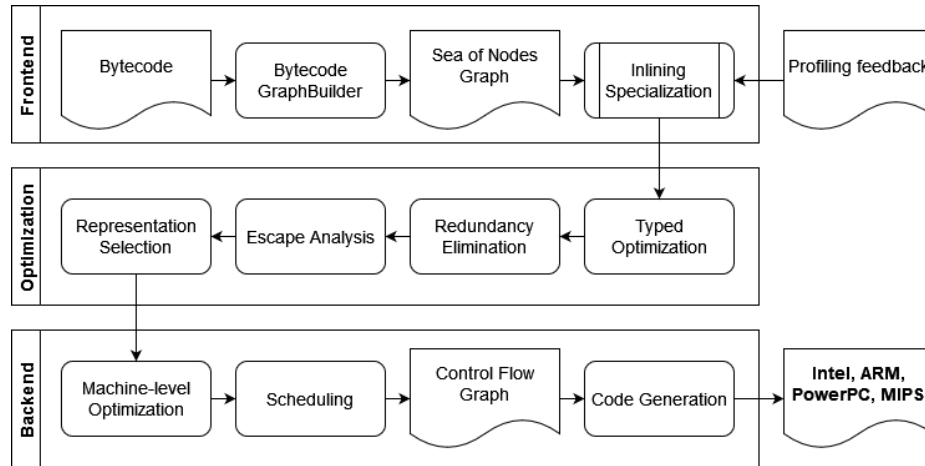 Frontend
Bytecode
Bytecode
GraphBuilder
Sea of Nodes
Graph
Inlining
Specialization
Profiling feedback
Optimization
Representation
Selection
Escape Analysis
Redundancy
Elimination
Typed
Optimization
Backend
Machine-level
Optimization
Scheduling
Control Flow
Graph
Code Generation
Intel, ARM,
PowerPC, MIPS